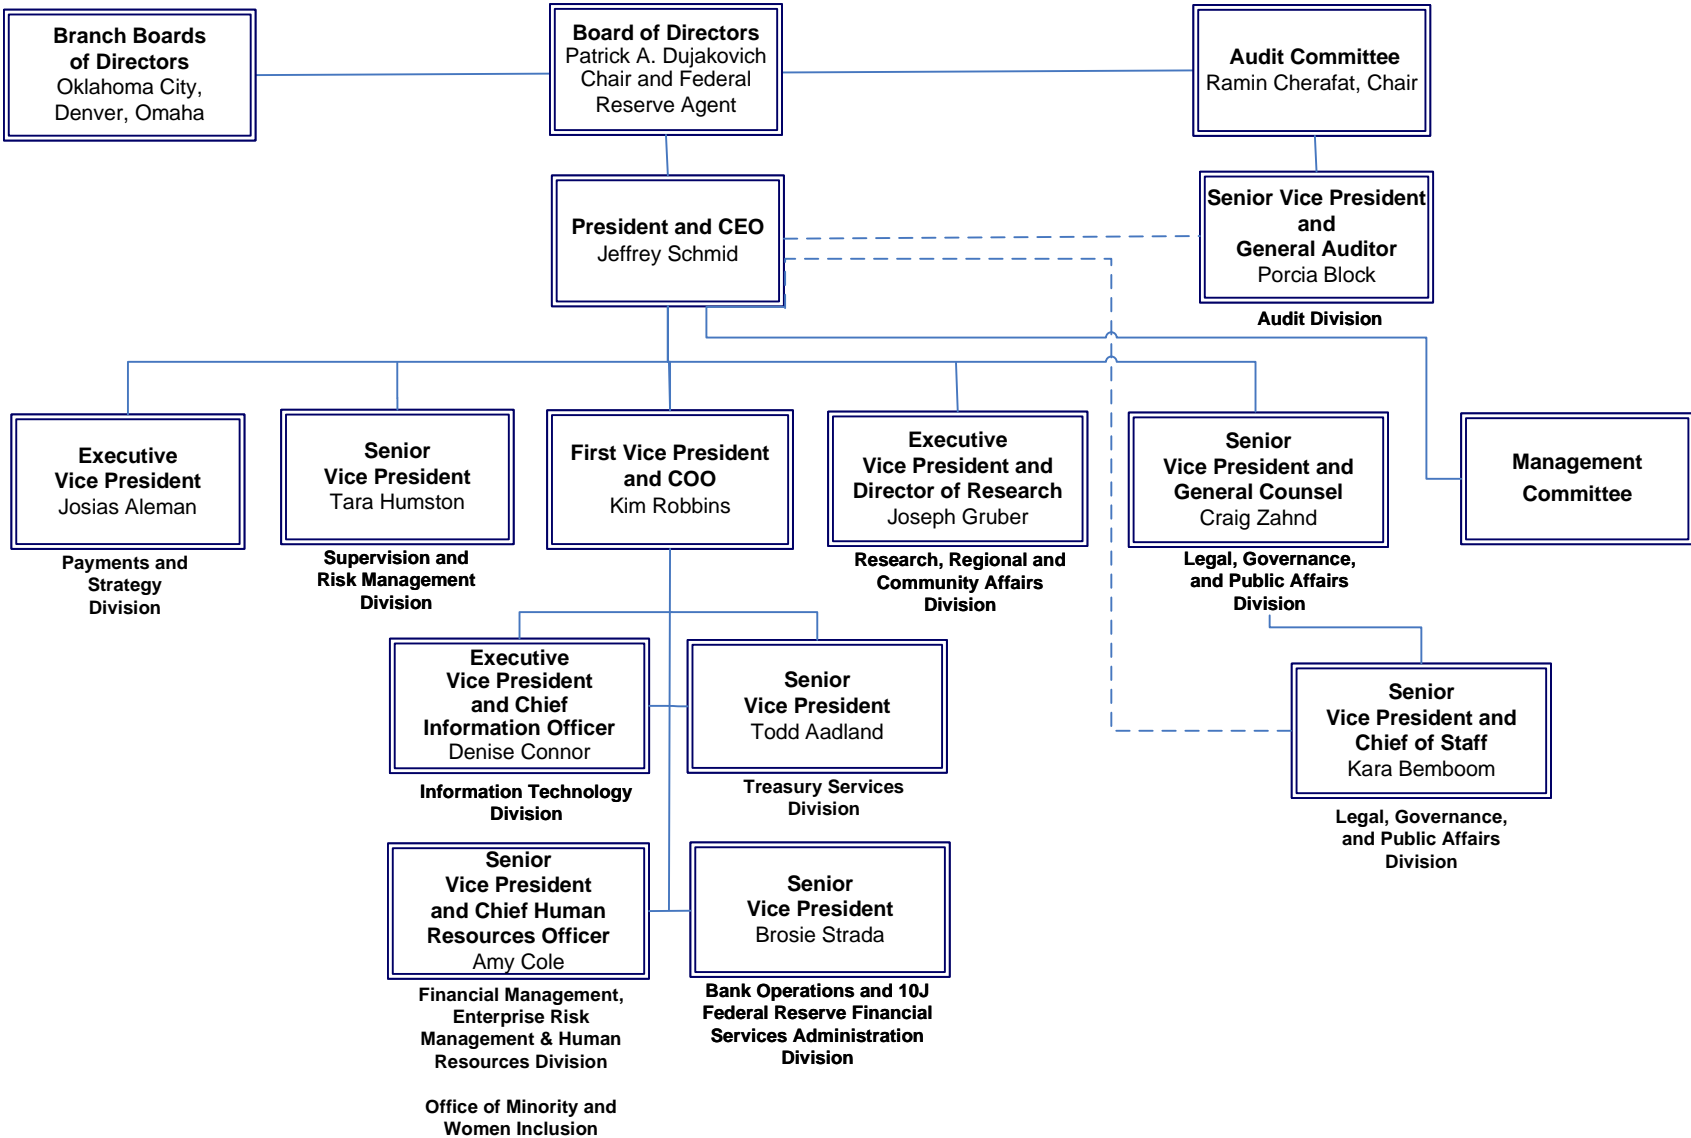 Branch Boards
of Directors
Oklahoma City,
Denver, Omaha
Board of Directors
Patrick A. Dujakovich
Chair and Federal
Reserve Agent
Audit Committee
Ramin Cherafat, Chair
President and CEO
Jeffrey Schmid
Senior Vice President
and
General Auditor
Porcia Block
Audit Division
Executive
Vice President
Josias Aleman
Payments and
Strategy
Division
Senior
Vice President
Tara Humston
Supervision and
Risk Management
Division
First Vice President
and COO
Kim Robbins
Executive
Vice President and
Director of Research
Joseph Gruber
Research, Regional and
Community Affairs
Division
Senior
Vice President and
General Counsel
Craig Zahnd
Legal, Governance,
and Public Affairs
Division
Management
Committee
Executive
Vice President
and Chief
Information Officer
Denise Connor
Information Technology
Division
Senior
Vice President
Todd Aadland
Treasury Services
Division
Senior
Vice President and
Chief of Staff
Kara Bemboom
Legal, Governance,
and Public Affairs
Division
Senior
Vice President
and Chief Human
Resources Officer
Amy Cole
Financial Management,
Enterprise Risk
Management & Human
Resources Division
Office of Minority and
Women Inclusion
Senior
Vice President
Brosie Strada
Bank Operations and 10J
Federal Reserve Financial
Services Administration
Division